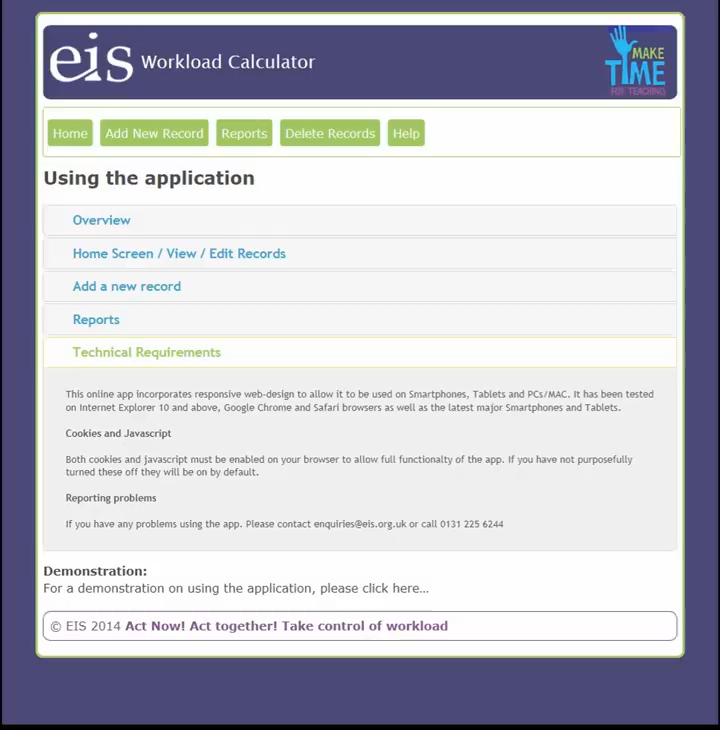 eis Workload Calculator
MAKE
TIME
FOR TEACHING
Home Add New Record Reports Delete Records Help
Using the application
Overview
Home Screen / View / Edit Records
Add a new record
Reports
Technical Requirements
This online app incorporates responsive web-design to allow it to be used on Smartphones, Tablets and PCs/MAC. It has been tested
on Internet Explorer 10 and above, Google Chrome and Safari browsers as well as the latest major Smartphones and Tablets.
Cookies and Javascript
Both cookies and javascript must be enabled on your browser to allow full functionalty of the app. If you have not purposefully
turned these off they will be on by default.
Reporting problems
If you have any problems using the app. Please contact enquiries@eis.org.uk or call 0131 225 6244
Demonstration:
For a demonstration on using the application, please click here...
© EIS 2014 Act Now! Act together! Take control of workload